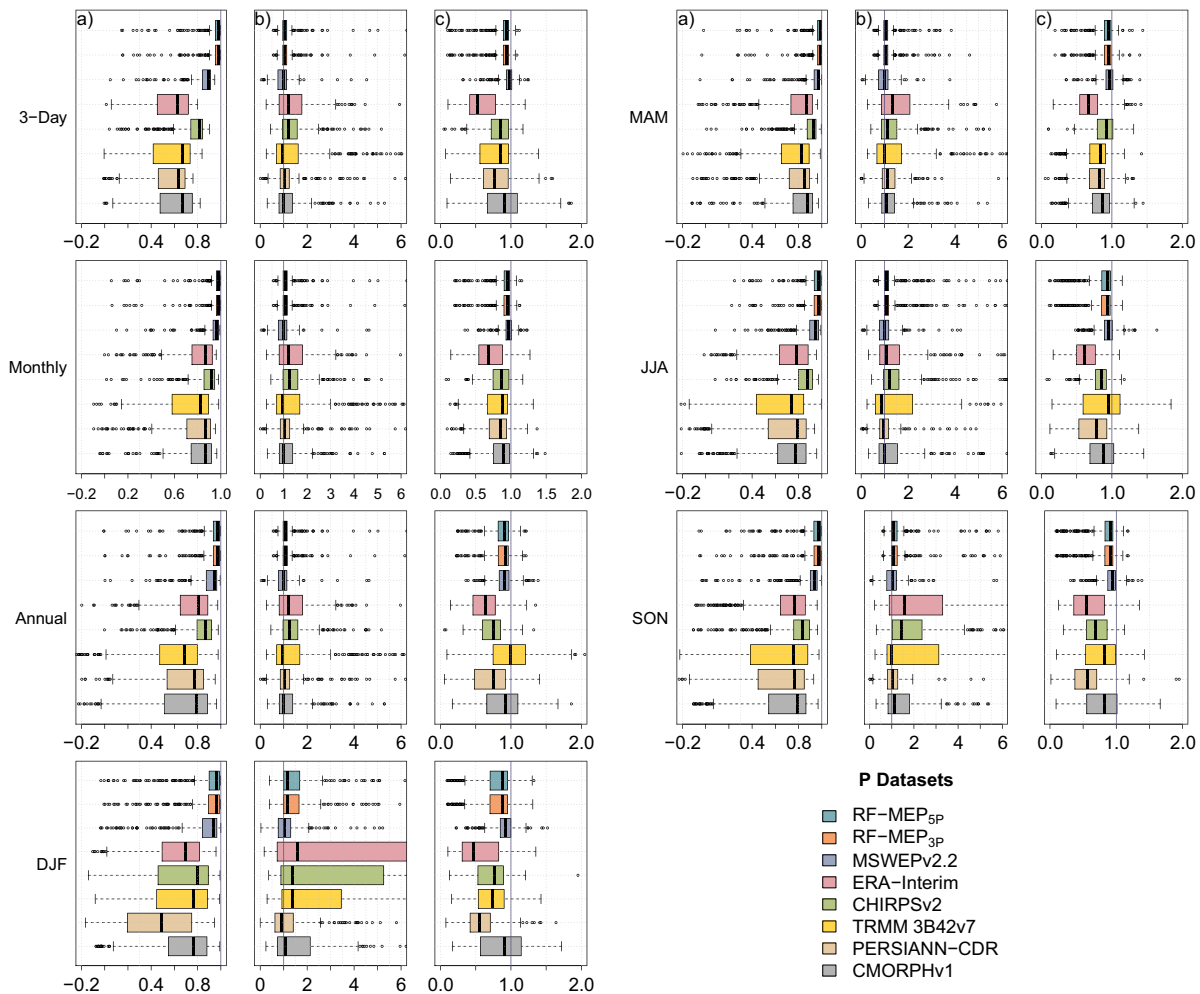 a) b) c) a) b) c)
3−Day
−0.2 0.4 0.8 0 2 4 6 0.0 1.0 2.0
MAM
−0.2 0.4 0.8 0 2 4 6 0.0 1.0 2.0
Monthly
−0.2 0.2 0.6 1.0 0 1 2 3 4 5 6 0.0 0.5 1.0 1.5 2.0
JJA
−0.2 0.4 0.8 0 2 4 6 0.0 1.0 2.0
Annual
−0.2 0.4 0.8 0 2 4 6 0.0 1.0 2.0
SON
−0.2 0.4 0.8 0 2 4 6 0.0 1.0 2.0
DJF
−0.2 0.4 0.8 0 2 4 6 0.0 1.0 2.0
P Datasets
RF−MEP5P
RF−MEP3P
MSWEPv2.2
ERA−Interim
CHIRPSv2
TRMM 3B42v7
PERSIANN−CDR
CMORPHv1